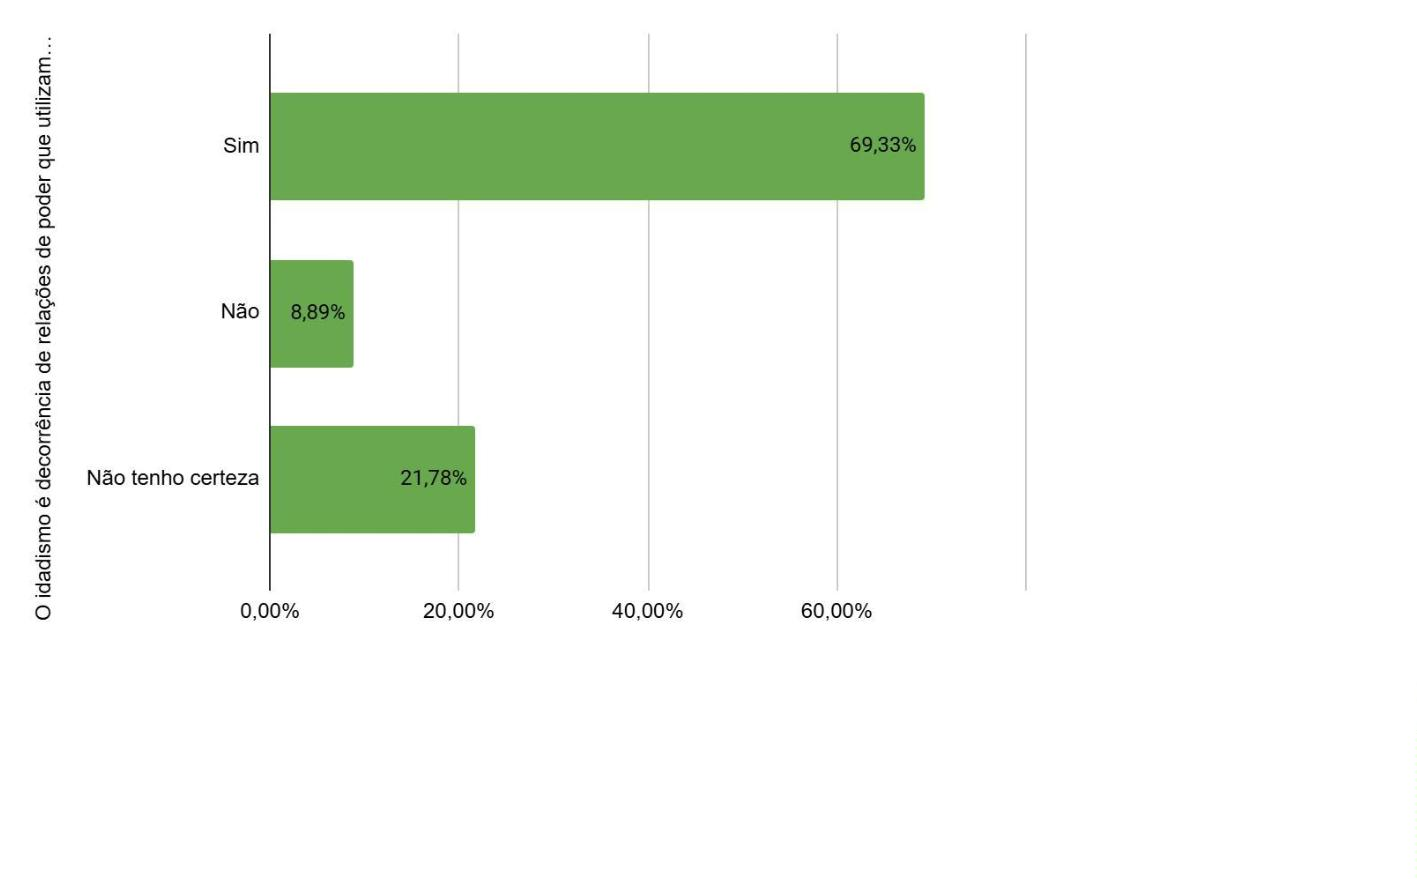 O idadismo é decorrência de relações de poder que utilizam…
Sim
69,33%
Não
8,89%
Não tenho certeza
21,78%
0,00%
20,00%
40,00%
60,00%